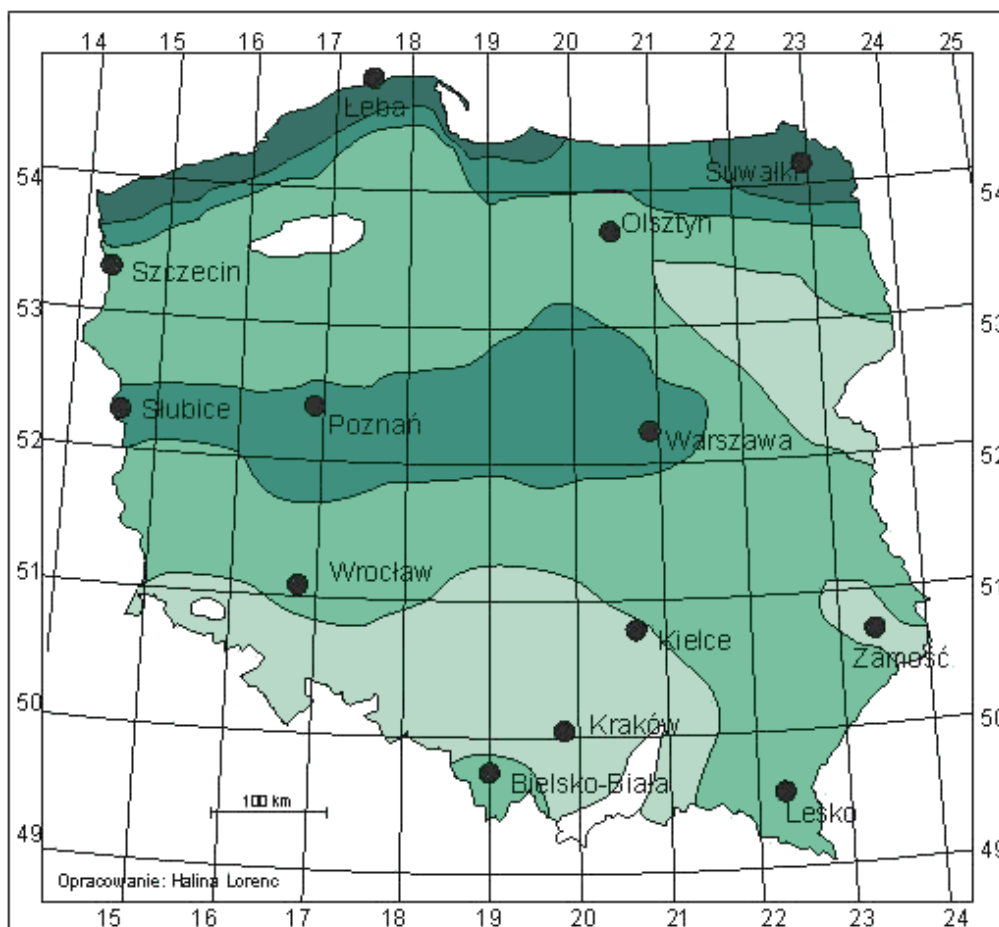 14 15 16 17 18 19 20 21 22 23 24 25
Łeba
54 Suwałki 54
Olsztyn
Szczecin
53 53
Słubice Poznań Warszawa
52 52
Wrocław
51 51
Kielce Zamość
50 Kraków 50
Bielsko-Biała
100 km Lesko
49 49
Opracowanie: Halina Lorenc
15 16 17 18 19 20 21 22 23 24